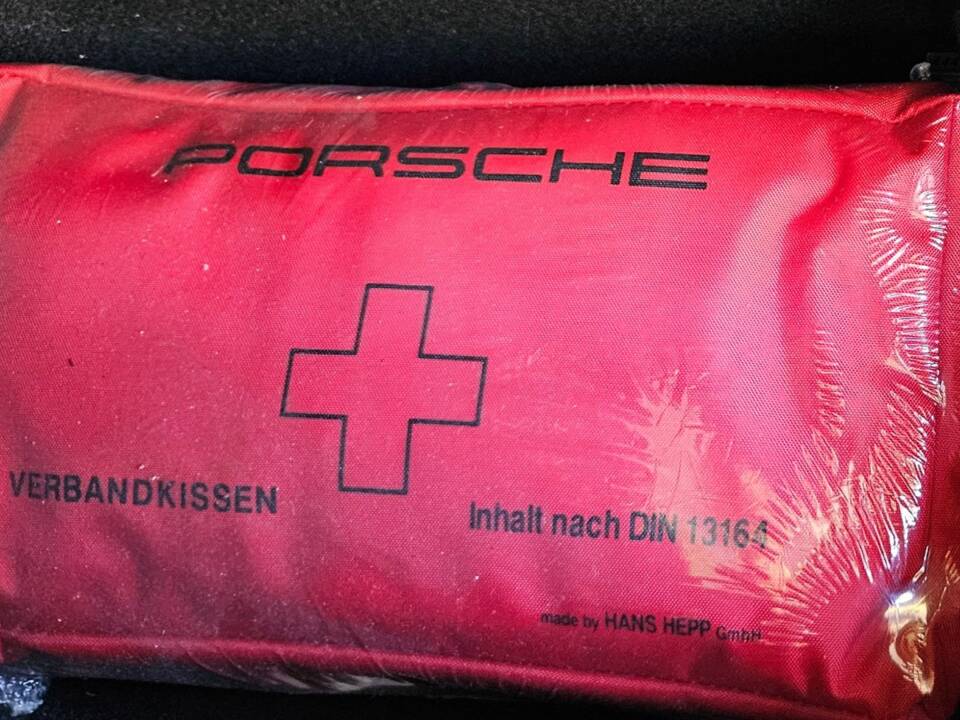 PORSCHE
VERBANDKISSEN
Inhalt nach DIN 13164
made by HANS HEPP GmbH